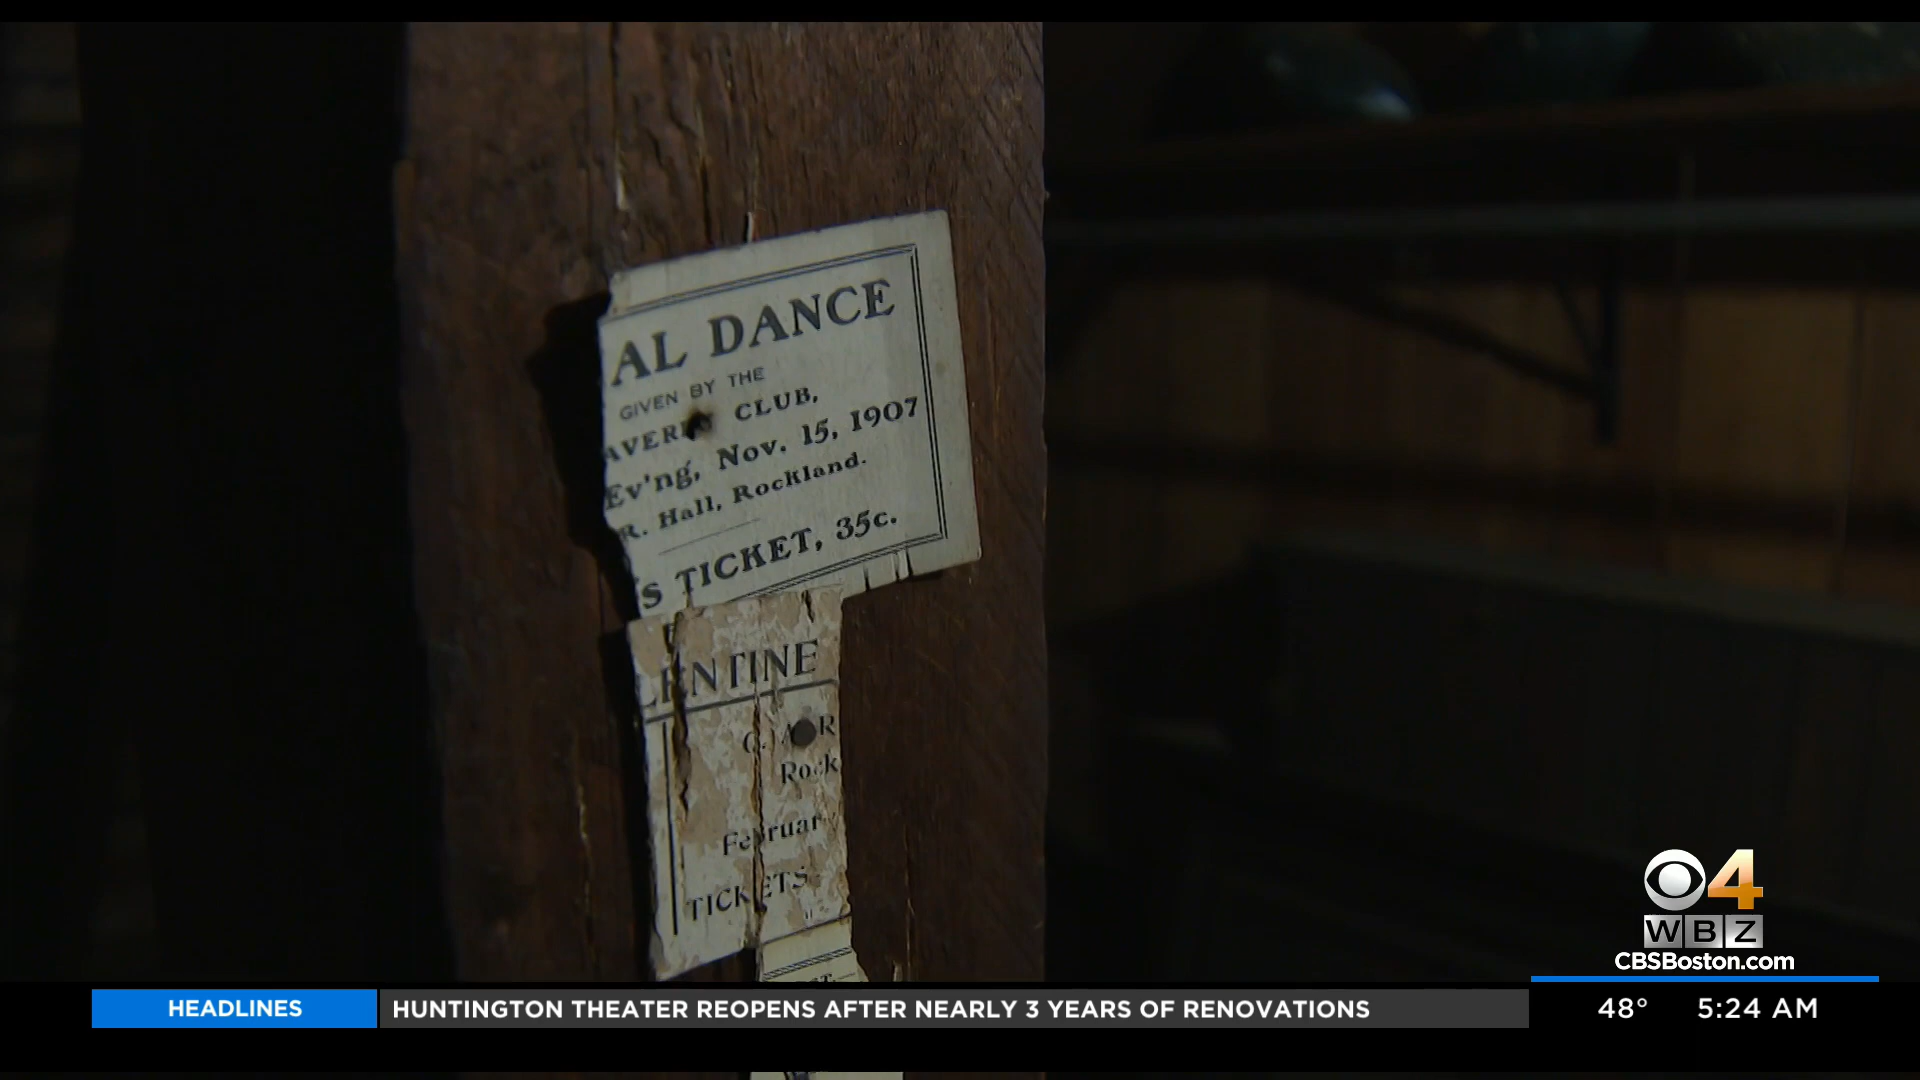 AL DANCE
GIVEN BY THE
CLUB,
Ev'ng, Nov. 15, 1907
R. Hall, Rockland.
S TICKET, 35c.
LENTINE
Rock
Februar
TICKETS
4
WBZ
CBSBoston.com
HEADLINES HUNTINGTON THEATER REOPENS AFTER NEARLY 3 YEARS OF RENOVATIONS 48° 5:24 AM